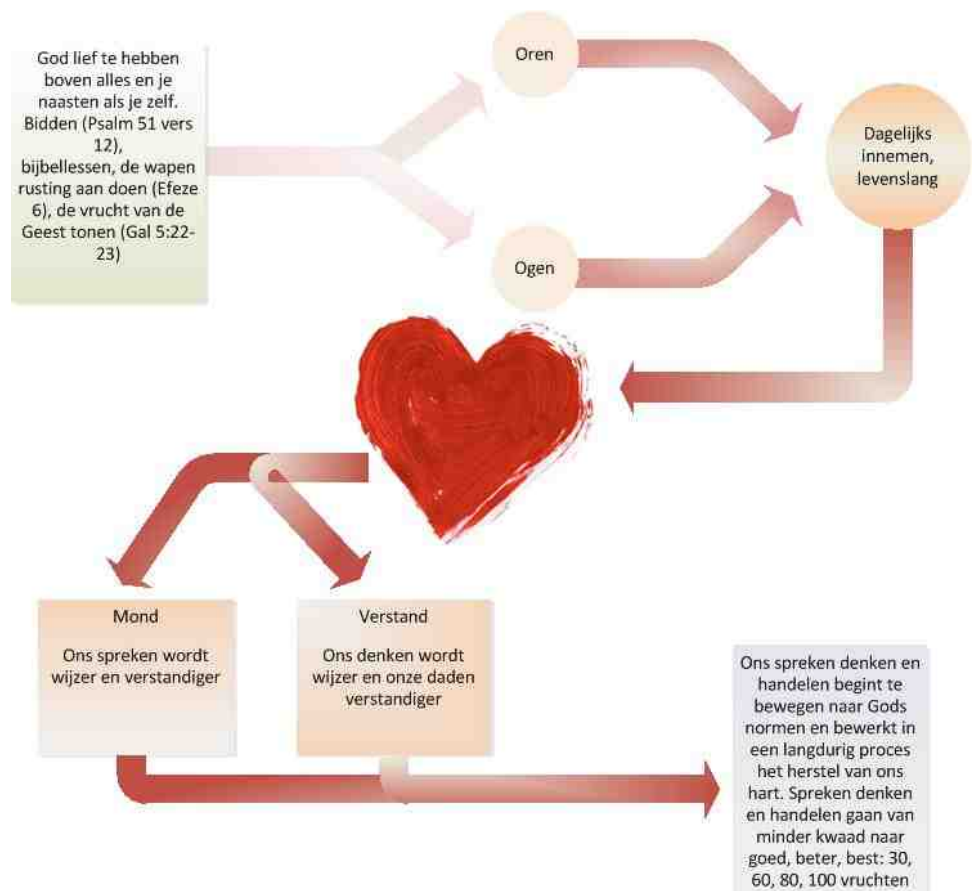 God lief te hebben
boven alles en je
naasten als je zelf.
Bidden (Psalm 51 vers
12),
bijbellessen, de wapen
rusting aan doen (Efeze
6), de vrucht van de
Geest tonen (Gal 5:22-
23)
Oren
Ogen
Dagelijks
innemen,
levenslang
Mond
Ons spreken wordt
wijzer en verstandiger
Verstand
Ons denken wordt
wijzer en onze daden
verstandiger
Ons spreken denken en
handelen begint te
bewegen naar Gods
normen en bewerkt in
een langdurig proces
het herstel van ons
hart. Spreken denken
en handelen gaan van
minder kwaad naar
goed, beter, best: 30,
60, 80, 100 vruchten